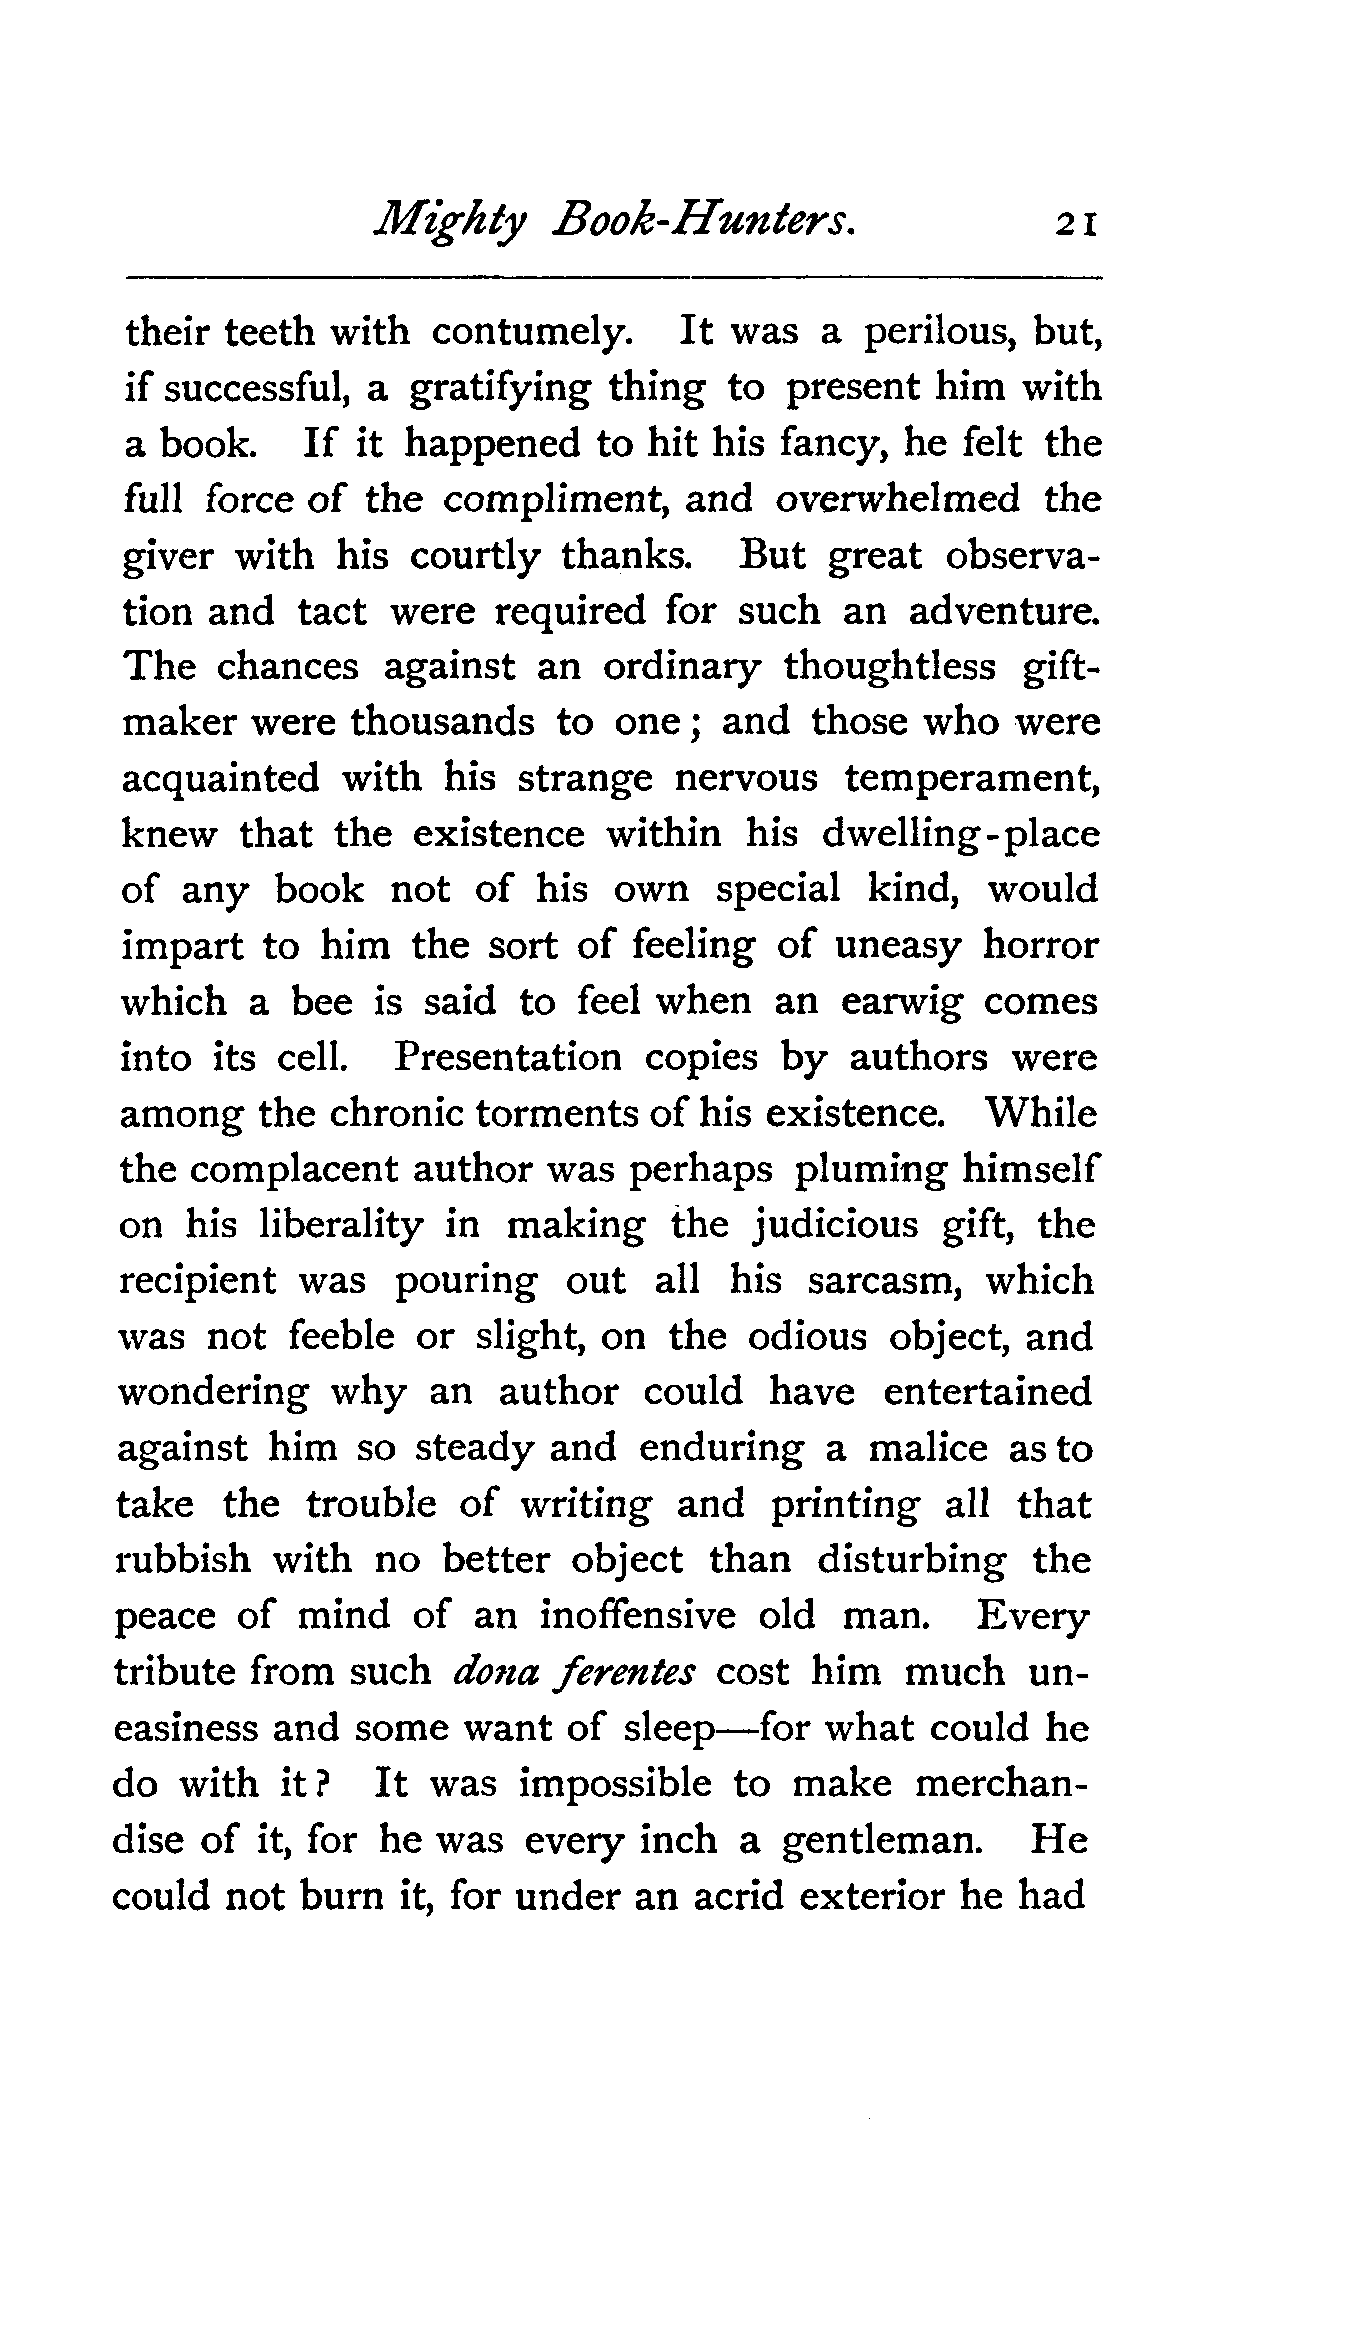 Mighty Book-Hunters. 21
their teeth with contumely. It was a perilous, but,
if successful, a gratifying thing to present him with
a book. If it happened to hit his fancy, he felt the
full force of the compliment, and overwhelmed the
giver with his courtly thanks. But great observa-
tion and tact were required for such an adventure.
The chances against an ordinary thoughtless gift-
maker were thousands to one; and those who were
acquainted with his strange nervous temperament,
knew that the existence within his dwelling-place
of any book not of his own special kind, would
impart to him the sort of feeling of uneasy horror
which a bee is said to feel when an earwig comes
into its cell. Presentation copies by authors were
among the chronic torments of his existence. While
the complacent author was perhaps pluming himself
on his liberality in making the judicious gift, the
recipient was pouring out all his sarcasm, which
was not feeble or slight, on the odious object, and
wondering why an author could have entertained
against him so steady and enduring a malice as to
take the trouble of writing and printing all that
rubbish with no better object than disturbing the
peace of mind of an inoffensive old man. Every
tribute from such dona ferentes cost him much un-
easiness and some want of sleep—for what could he
do with it? It was impossible to make merchan-
dise of it, for he was every inch a gentleman. He
could not burn it, for under an acrid exterior he had